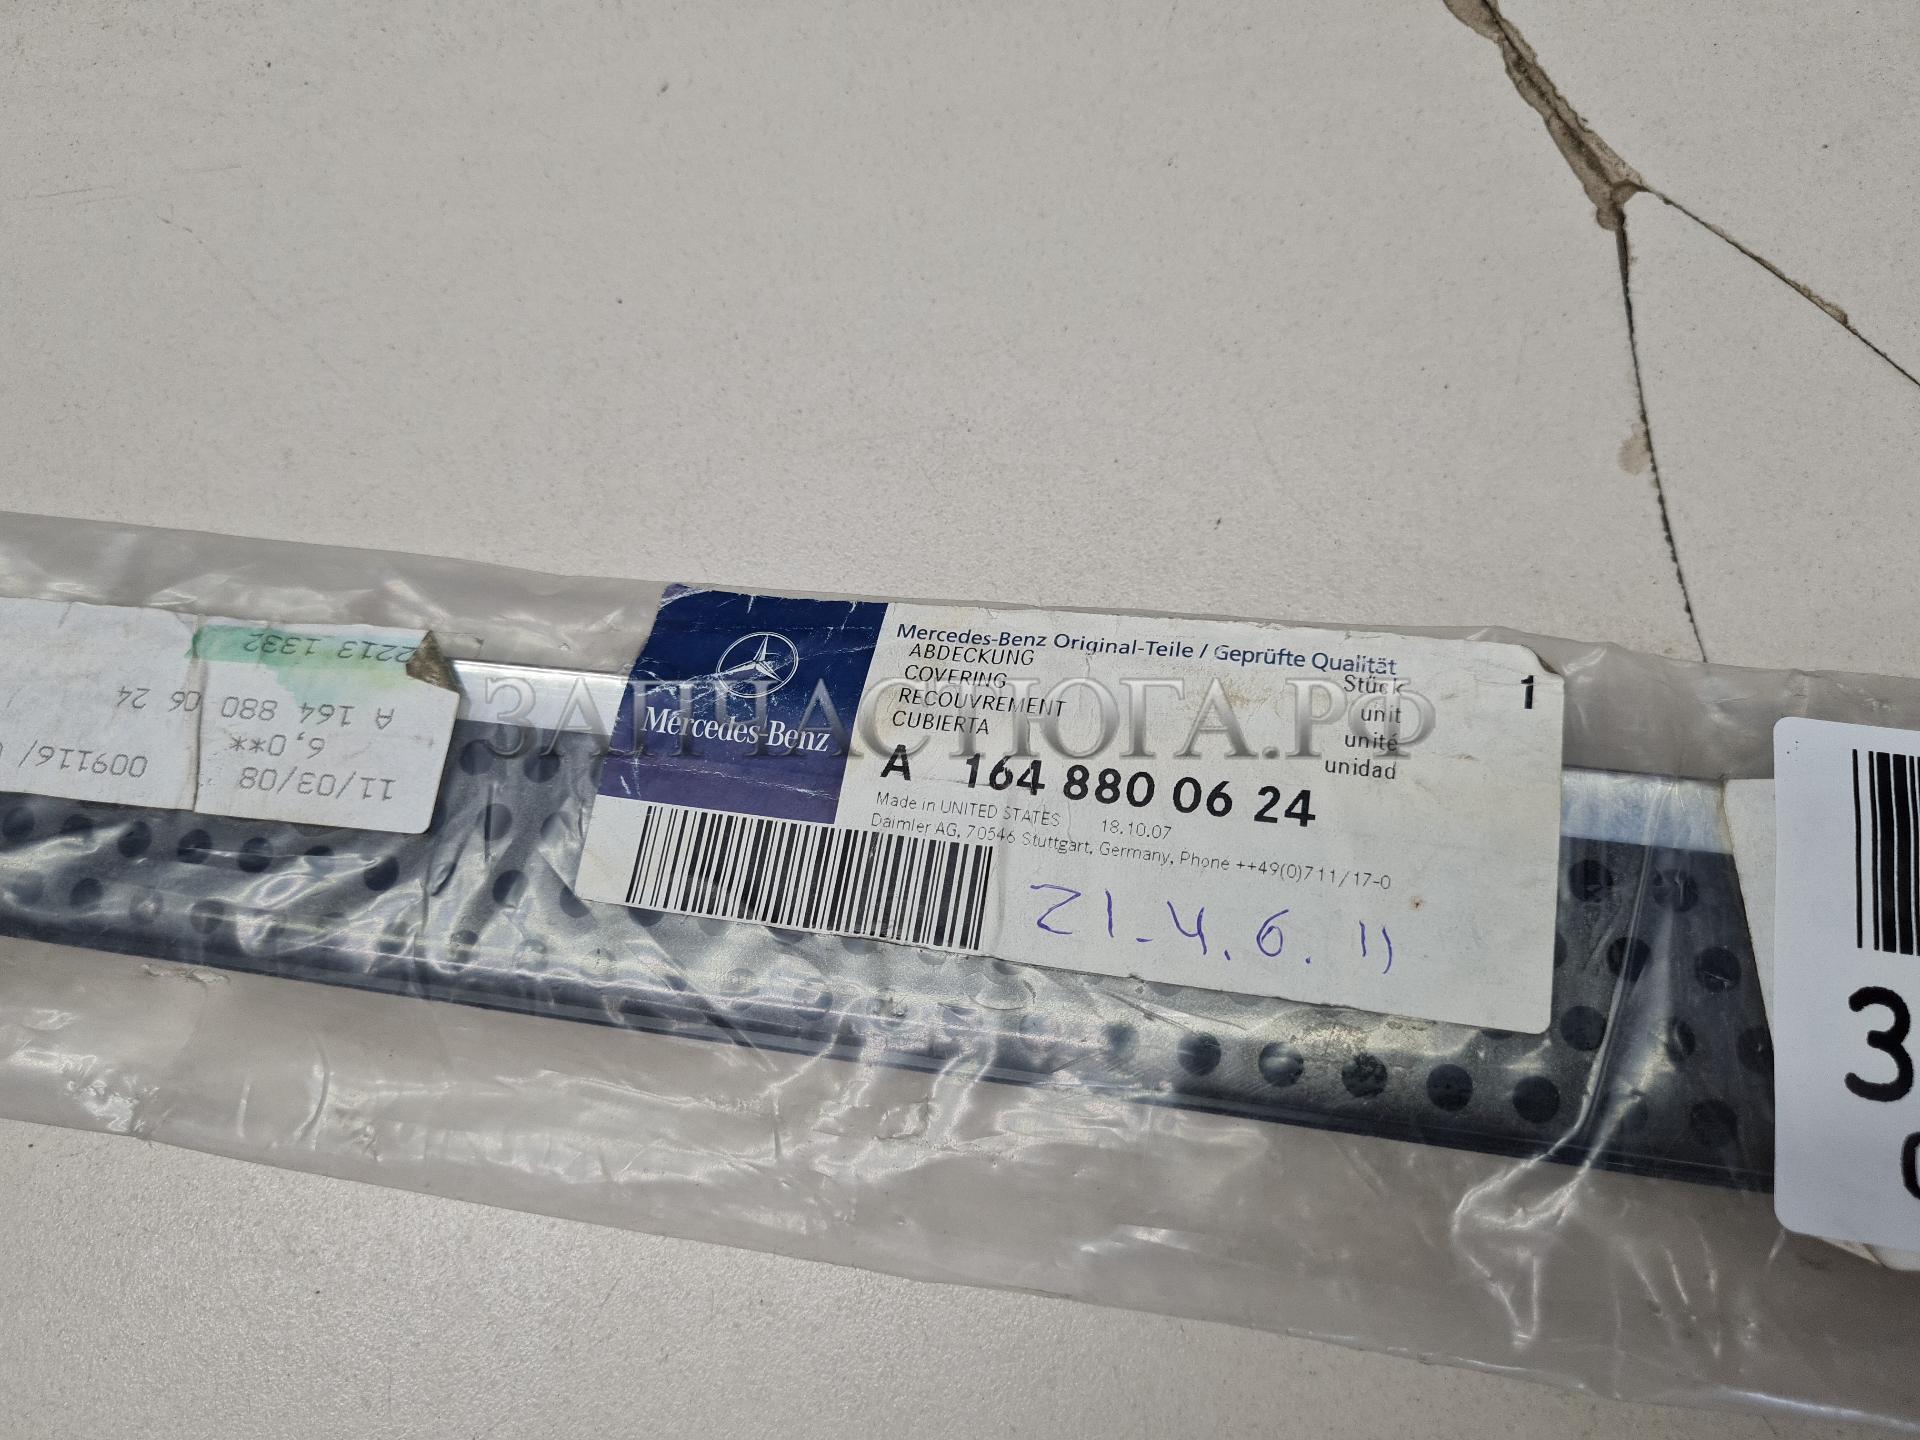 2213 1332
A 164 880 06 24
6,0**
11/03/08
009116/
Mercedes-Benz
Mercedes-Benz Original-Teile / Geprüfte Qualität
ABDECKUNG
COVERING
RECOUVREMENT
CUBIERTA
Stück
unit
unité
unidad
1
A 164 880 06 24
Made in UNITED STATES 18.10.07
Daimler AG, 70546 Stuttgart, Germany, Phone ++49(0)711/17-0
21-4.6.11
ЗАПЧАСТЮГА.РФ
3